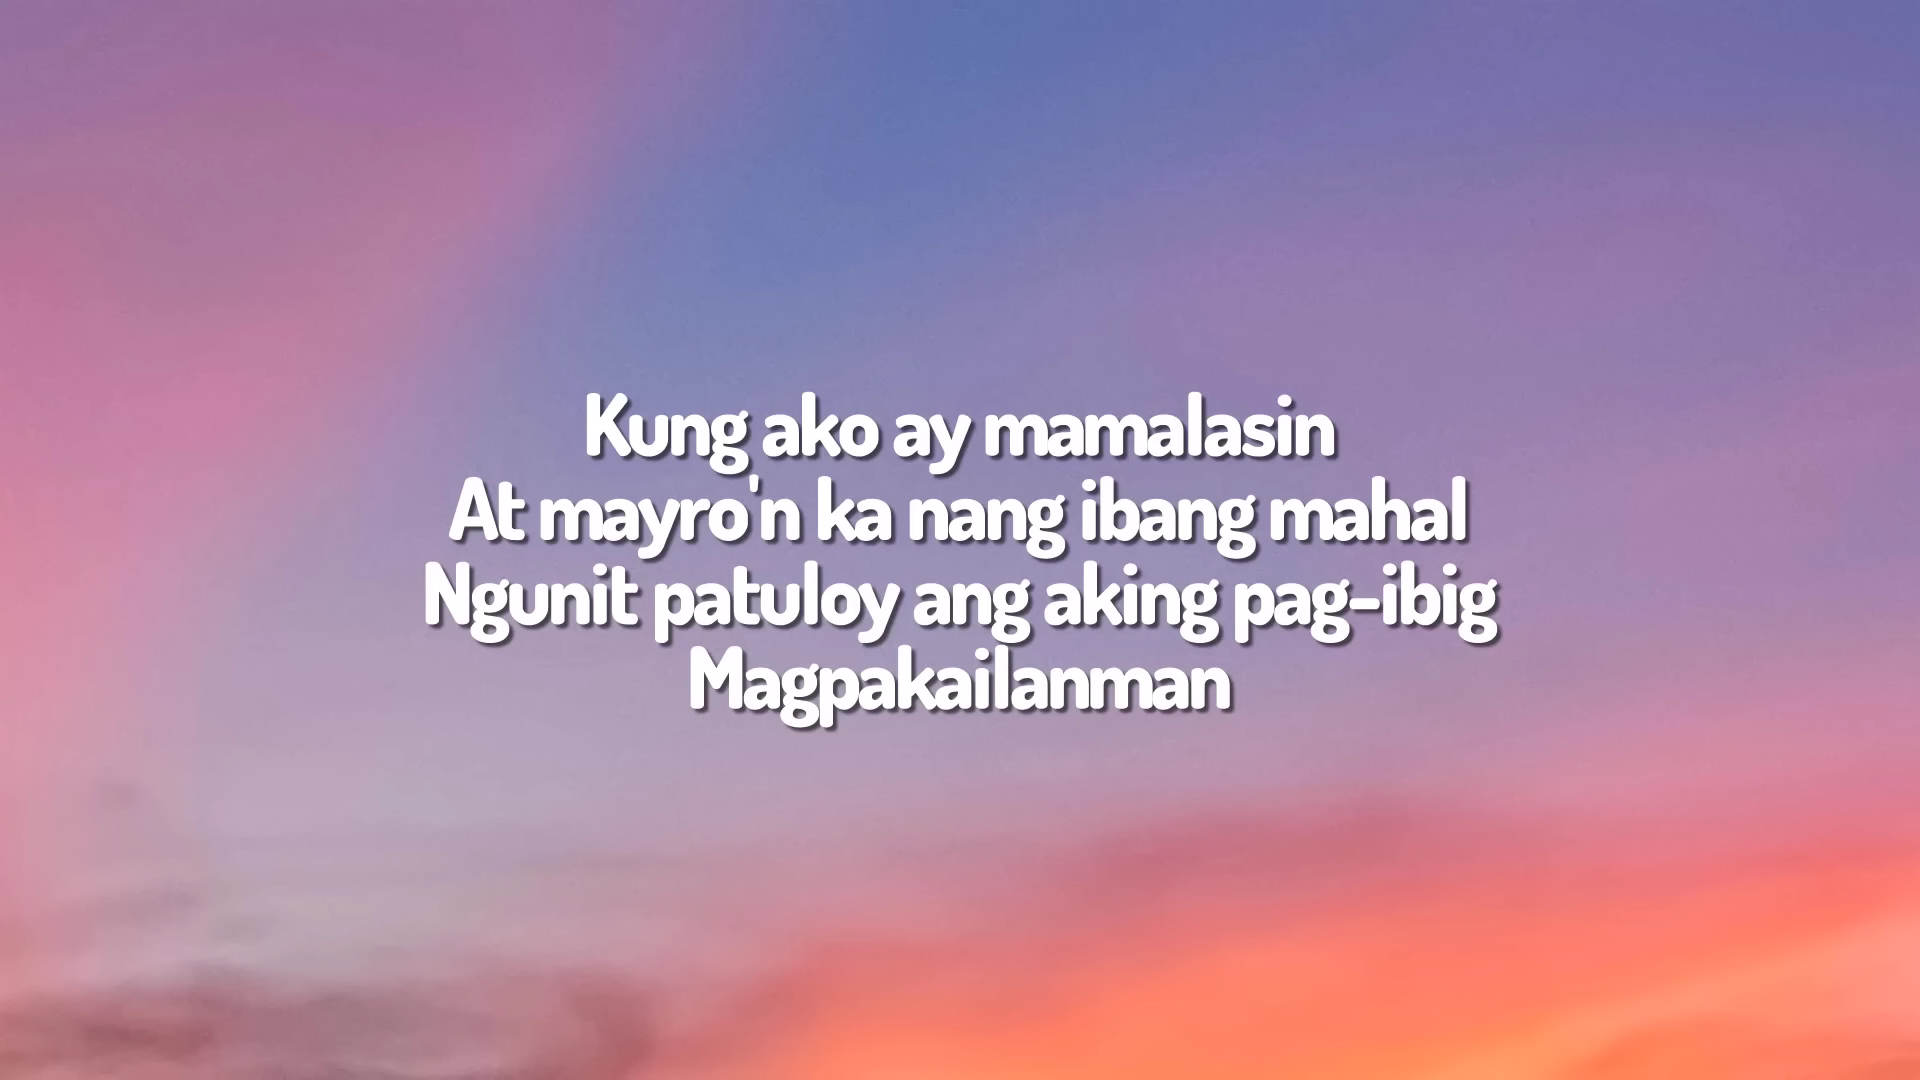 Kung ako ay mamalasin
At mayro'n ka nang ibang mahal
Ngunit patuloy ang aking pag-ibig
Magpakailanman